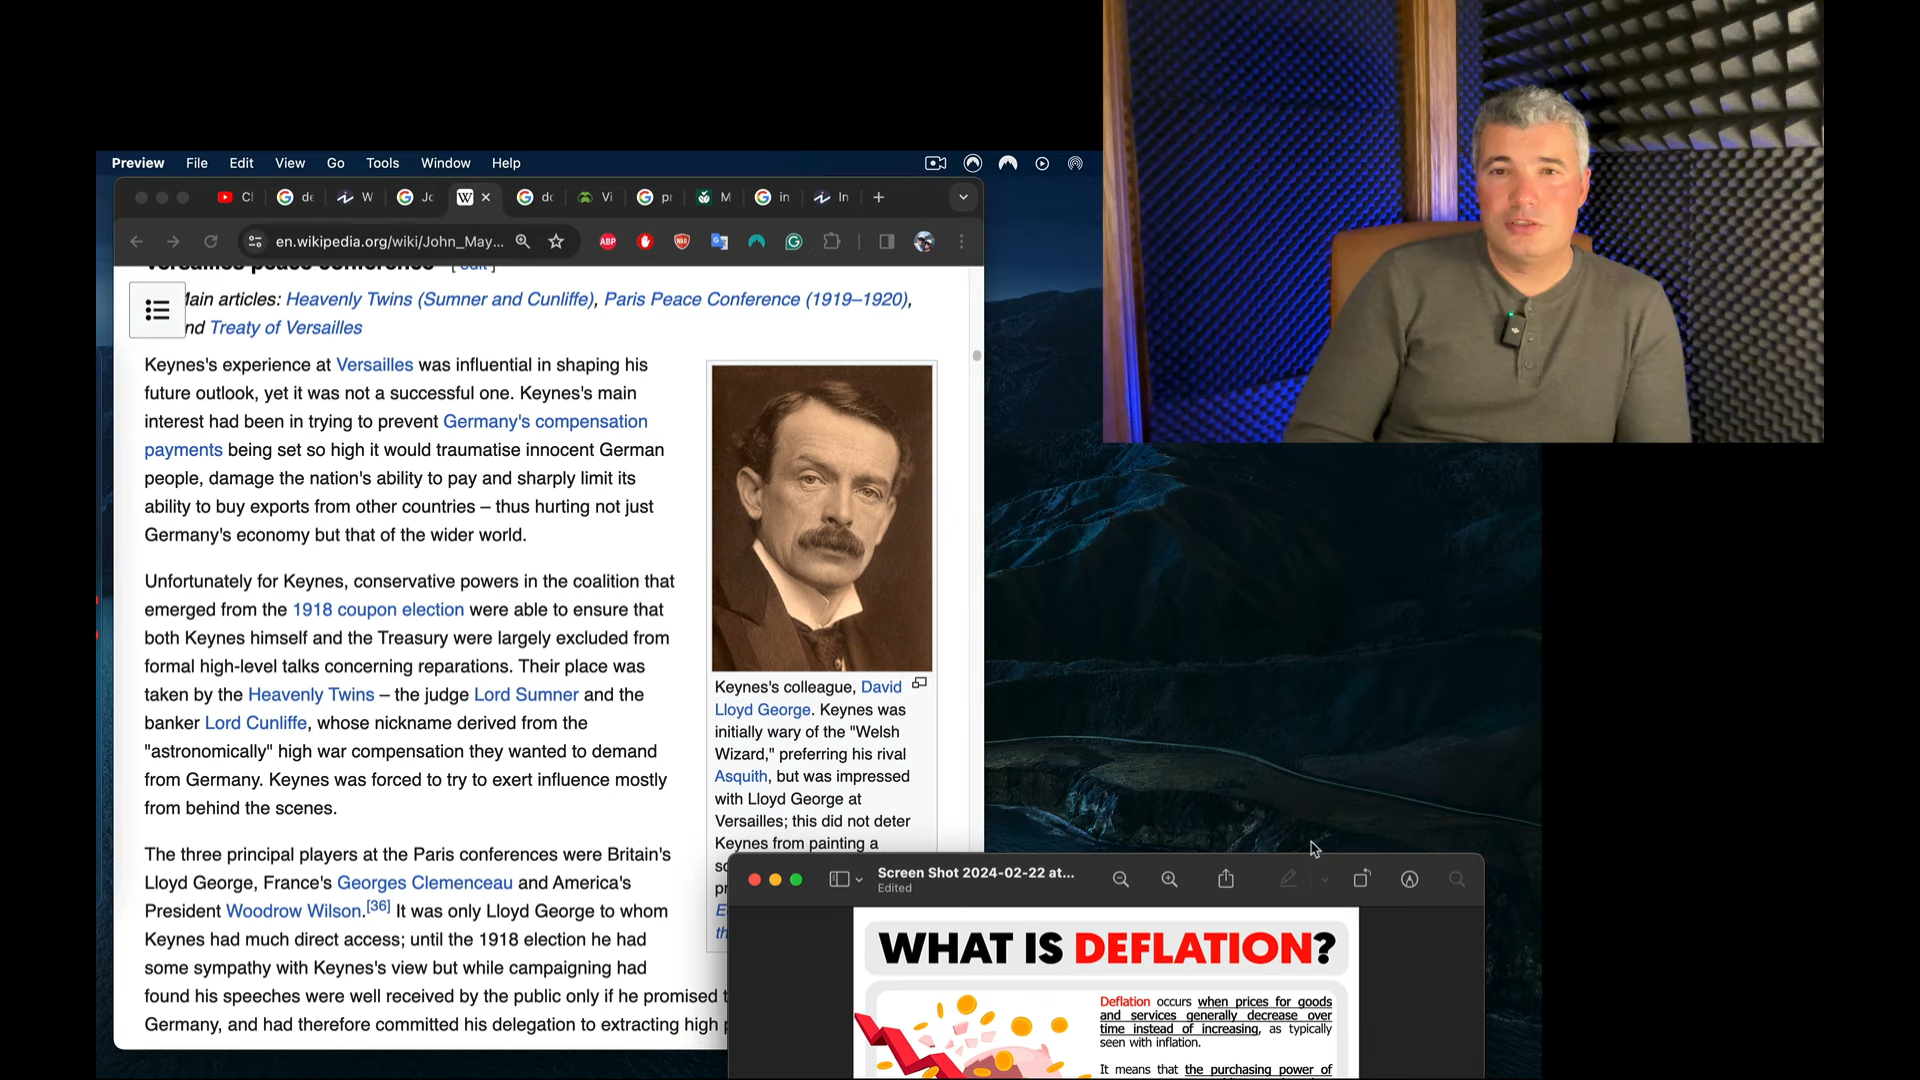 Preview File Edit View Go Tools Window Help
Cl de W Jo do Vi pr M in In
en.wikipedia.org/wiki/John_May...
ABP
Versailles peace conference [ edit ]
Main articles: Heavenly Twins (Sumner and Cunliffe), Paris Peace Conference (1919–1920),
and Treaty of Versailles
Keynes's experience at Versailles was influential in shaping his
future outlook, yet it was not a successful one. Keynes's main
interest had been in trying to prevent Germany's compensation
payments being set so high it would traumatise innocent German
people, damage the nation's ability to pay and sharply limit its
ability to buy exports from other countries – thus hurting not just
Germany's economy but that of the wider world.
Unfortunately for Keynes, conservative powers in the coalition that
emerged from the 1918 coupon election were able to ensure that
both Keynes himself and the Treasury were largely excluded from
formal high-level talks concerning reparations. Their place was
taken by the Heavenly Twins – the judge Lord Sumner and the
banker Lord Cunliffe, whose nickname derived from the
"astronomically" high war compensation they wanted to demand
from Germany. Keynes was forced to try to exert influence mostly
from behind the scenes.
The three principal players at the Paris conferences were Britain's
Lloyd George, France's Georges Clemenceau and America's
President Woodrow Wilson.[36] It was only Lloyd George to whom
Keynes had much direct access; until the 1918 election he had
some sympathy with Keynes's view but while campaigning had
found his speeches were well received by the public only if he promised
Germany, and had therefore committed his delegation to extracting high
Keynes's colleague, David
Lloyd George. Keynes was
initially wary of the "Welsh
Wizard," preferring his rival
Asquith, but was impressed
with Lloyd George at
Versailles; this did not deter
Keynes from painting a
Screen Shot 2024-02-22 at...
Edited
WHAT IS DEFLATION?
Deflation occurs when prices for goods
and services generally decrease over
time instead of increasing, as typically
seen with inflation.
It means that the purchasing power of